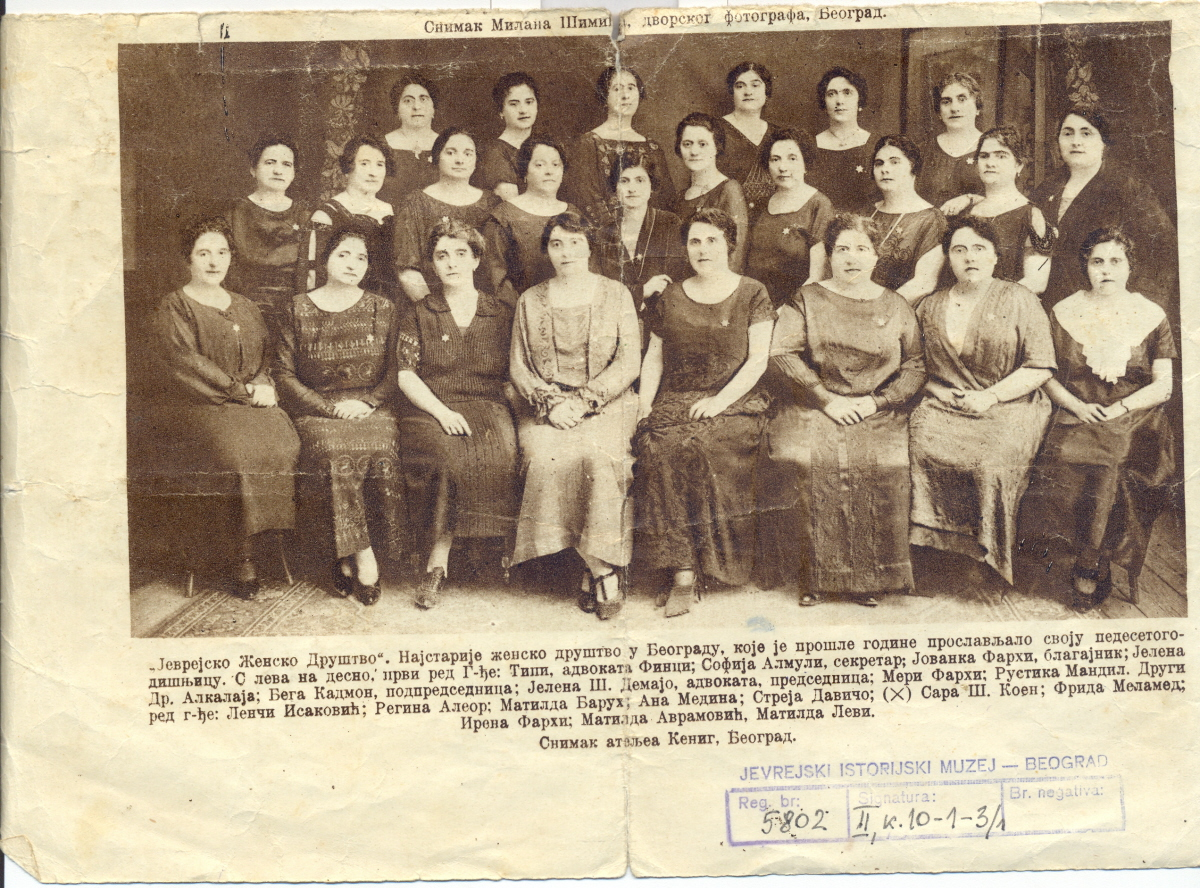 Снимак Милана Шимића, дворског фотографа, Београд.
„Јеврејско Женско Друштво“. Најстарије женско друштво у Београду, које је прошле године прослављало своју педесетого-
дишњицу. С лева на десно, први ред Г-ђе: Типи, адвоката Финци; Софија Алмули, секретар; Јованка Фархи, благајник; Јелена
Др. Алкалаја; Бега Кадмон, подпредседница; Јелена Ш. Демајо, адвоката, председница; Мери Фархи; Рустика Мандил. Други
ред г-ђе: Ленчи Исаковић; Регина Алеор; Матилда Барух; Ана Медина; Стреја Давичо; (×) Сара Ш. Коен; Фрида Меламед;
Ирена Фархи; Матилда Аврамовић, Матилда Леви.
Снимак атељеа Кениг, Београд.
JEVREJSKI ISTORIJSKI MUZEJ — BEOGRAD
Reg. br: Signatura: Br. negativa:
5802 II, к. 10-1-3/1